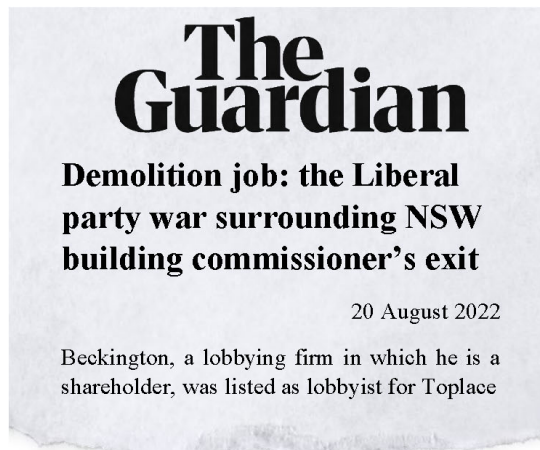 The
Guardian
Demolition job: the Liberal
party war surrounding NSW
building commissioner’s exit
20 August 2022
Beckington, a lobbying firm in which he is a
shareholder, was listed as lobbyist for Toplace